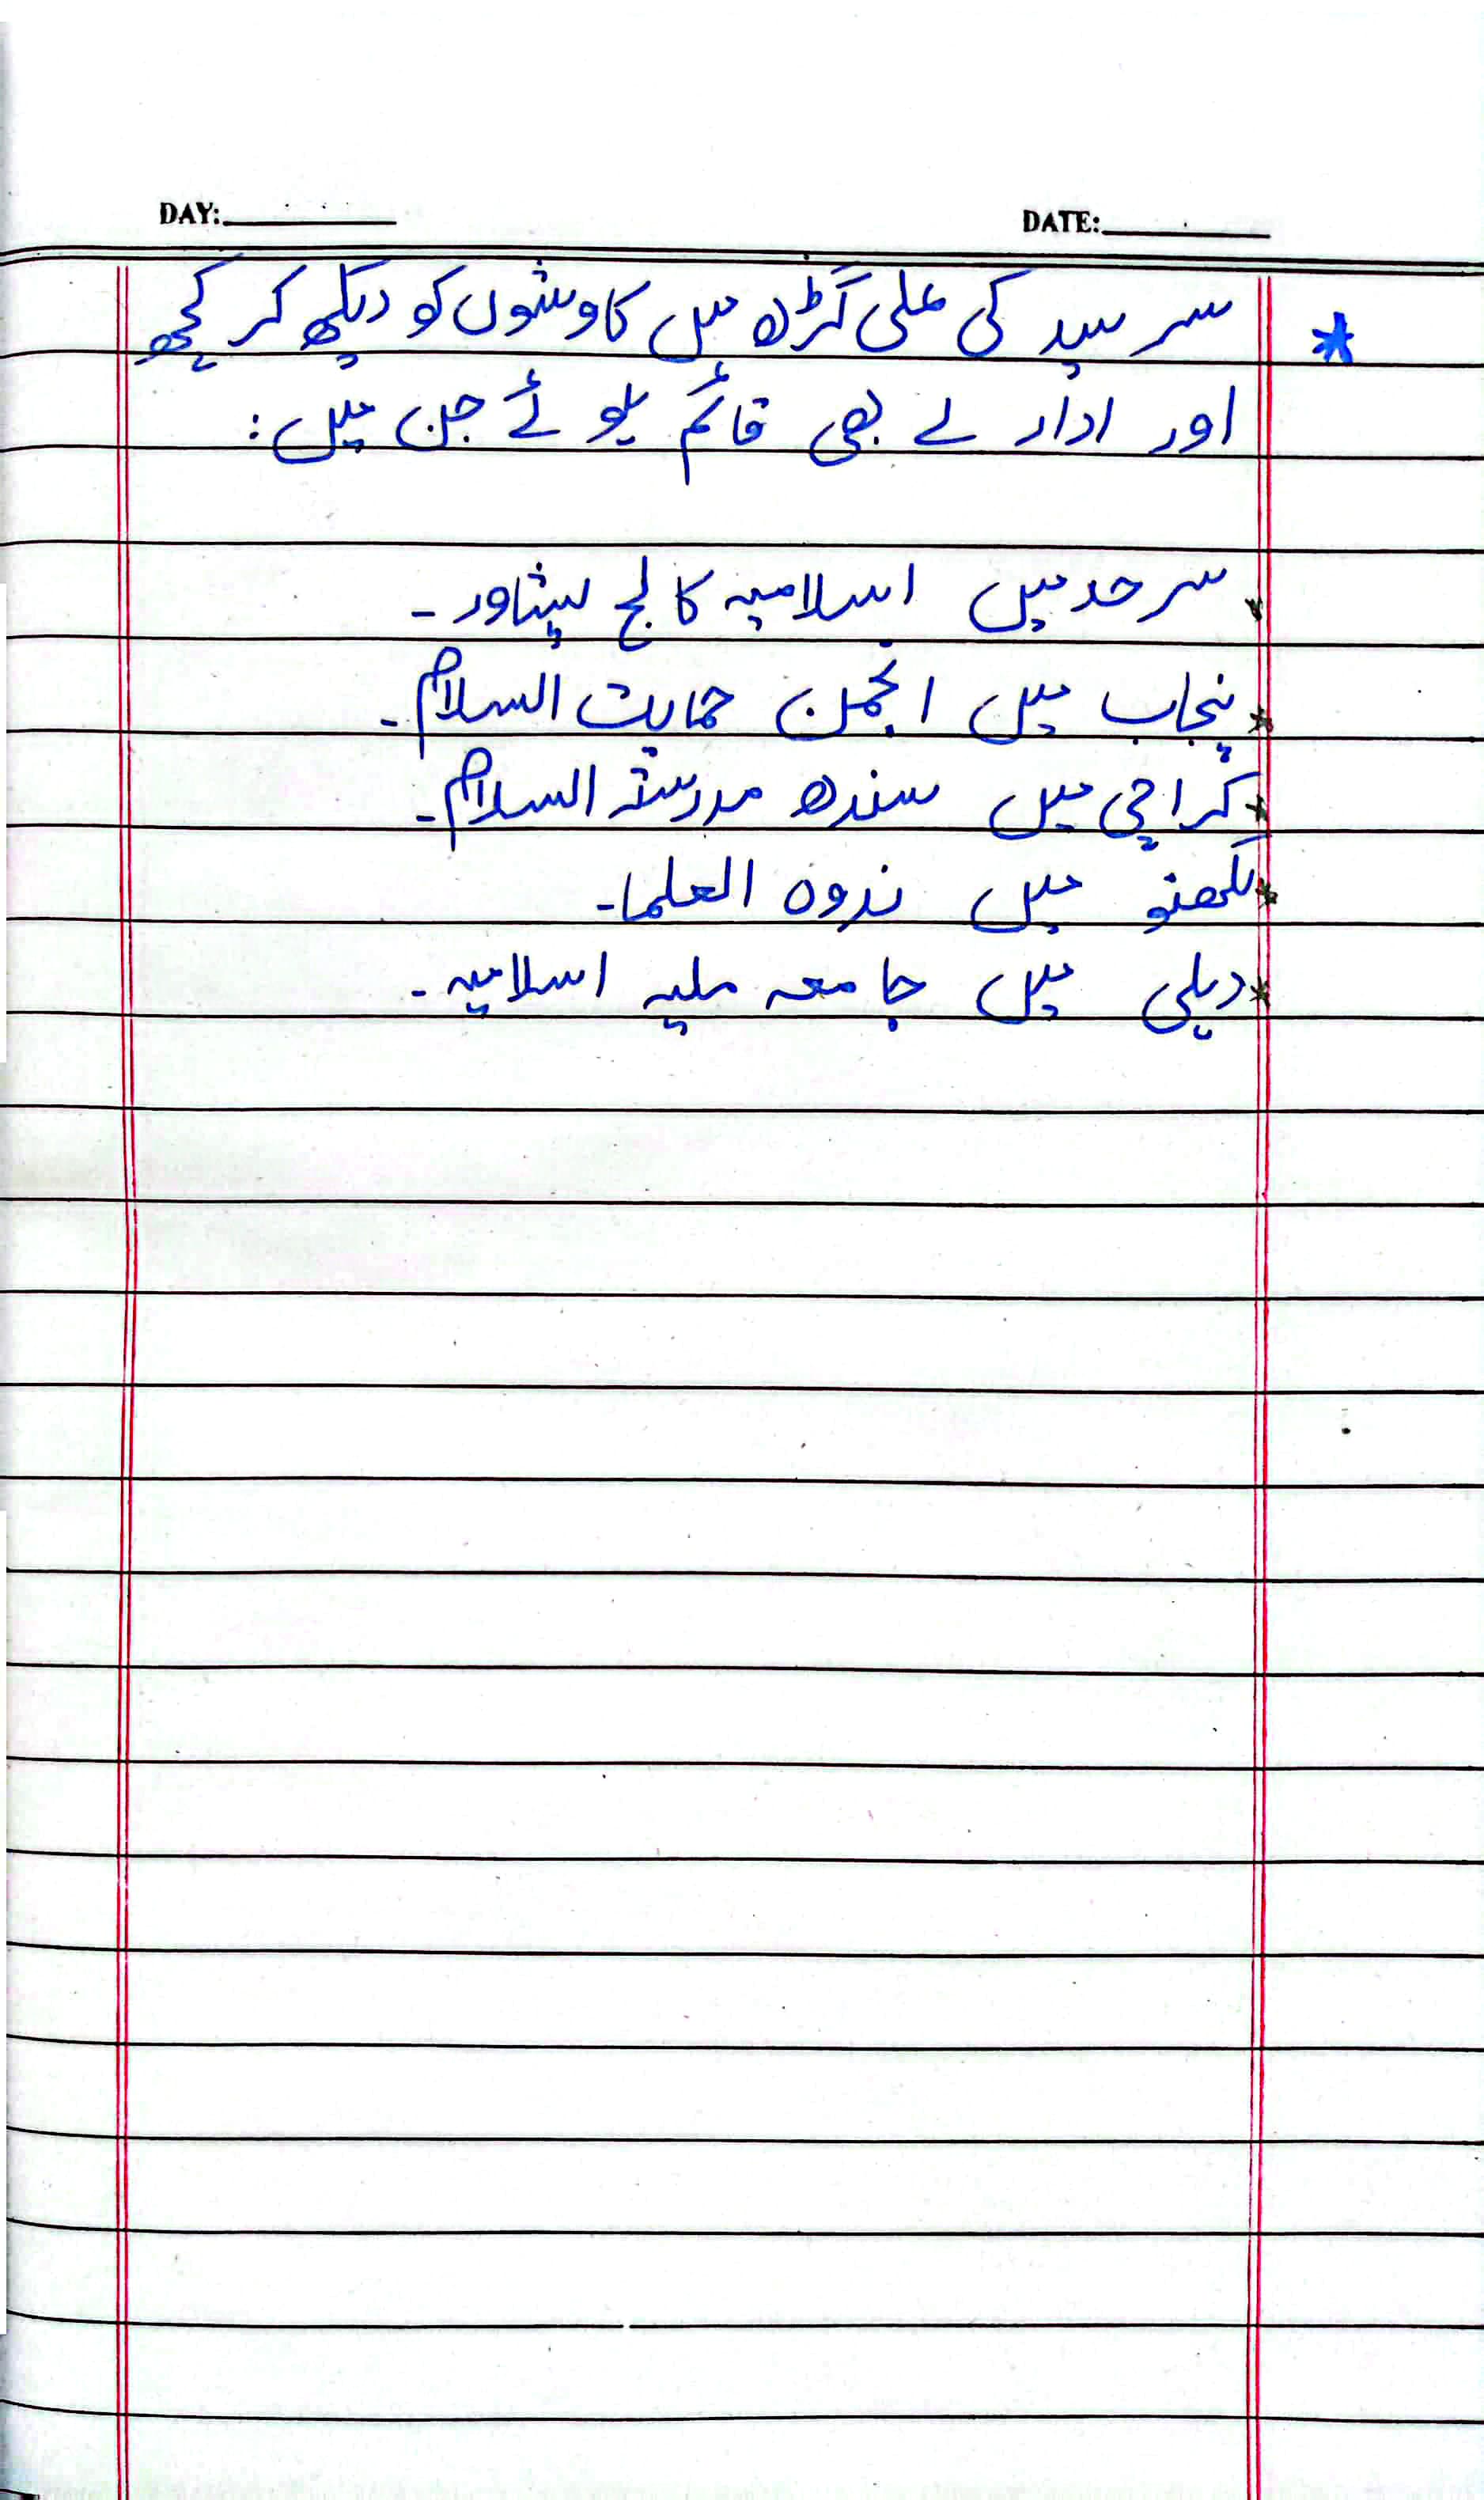 DAY: DATE:
* سر سید کی علی گڑھ میں کاوشوں کو دیکھ کر کچھ
اور ادارے بھی قائم ہوئے جن میں:
* سرحد میں اسلامیہ کالج پشاور۔
* پنجاب میں انجمن حمایت السلام۔
* کراچی میں سندھ مدرستہ السلام۔
* لکھنو میں ندوہ العلما۔
* دہلی میں جامعہ ملیہ اسلامیہ۔